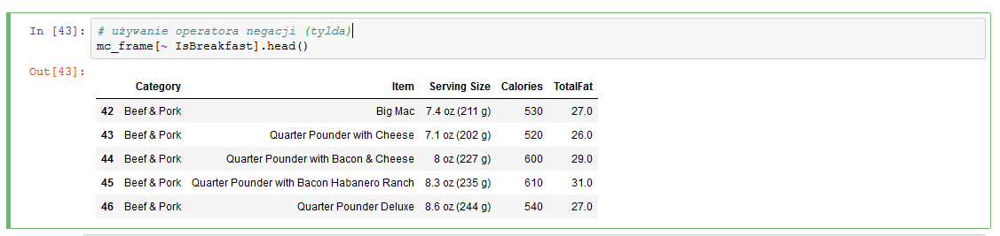 In [43]: # używanie operatora negacji (tylda)
mc_frame[~ IsBreakfast].head()
Out[43]:
Category Item Serving Size Calories TotalFat
42 Beef & Pork Big Mac 7.4 oz (211 g) 530 27.0
43 Beef & Pork Quarter Pounder with Cheese 7.1 oz (202 g) 520 26.0
44 Beef & Pork Quarter Pounder with Bacon & Cheese 8 oz (227 g) 600 29.0
45 Beef & Pork Quarter Pounder with Bacon Habanero Ranch 8.3 oz (235 g) 610 31.0
46 Beef & Pork Quarter Pounder Deluxe 8.6 oz (244 g) 540 27.0